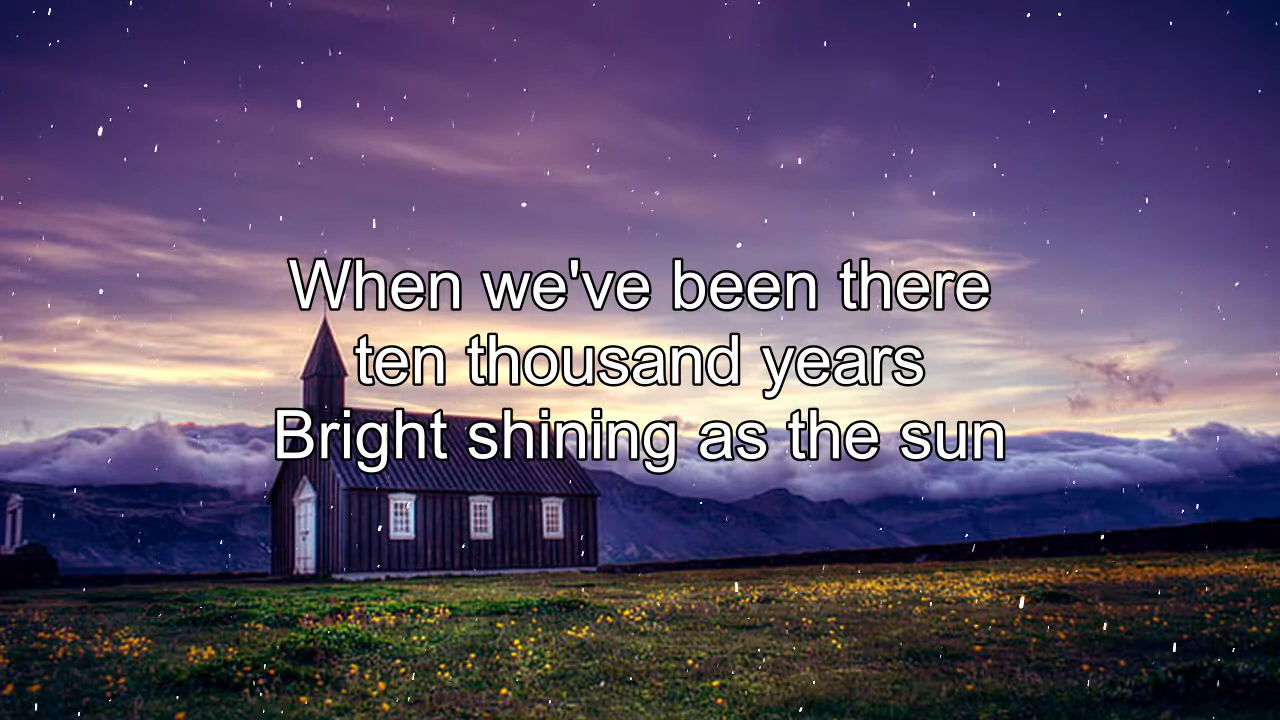 When we've been there
ten thousand years
Bright shining as the sun